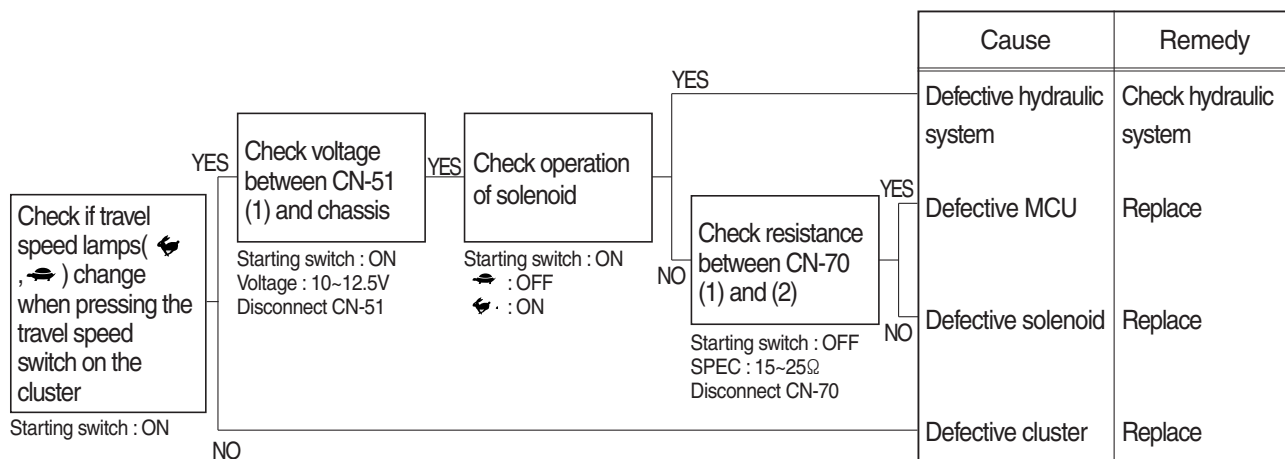 Check if travel
speed lamps(
, ) change
when pressing the
travel speed
switch on the
cluster
Starting switch : ON
YES
NO
Check voltage
between CN-51
(1) and chassis
Starting switch : ON
Voltage : 10~12.5V
Disconnect CN-51
YES
Check operation
of solenoid
Starting switch : ON
: OFF
: ON
YES
NO
Check resistance
between CN-70
(1) and (2)
Starting switch : OFF
SPEC : 15~25Ω
Disconnect CN-70
YES
NO
Cause Remedy
Defective hydraulic Check hydraulic
system system
Defective MCU Replace
Defective solenoid Replace
Defective cluster Replace